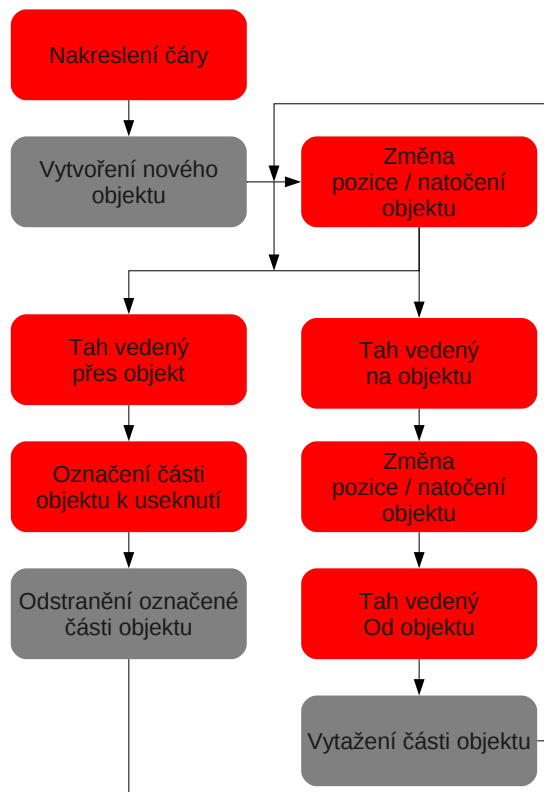 Nakreslení čáry
Vytvoření nového
objektu
Změna
pozice / natočení
objektu
Tah vedený
přes objekt
Tah vedený
na objektu
Označení části
objektu k useknutí
Změna
pozice / natočení
objektu
Odstranění označené
části objektu
Tah vedený
Od objektu
Vytažení části objektu